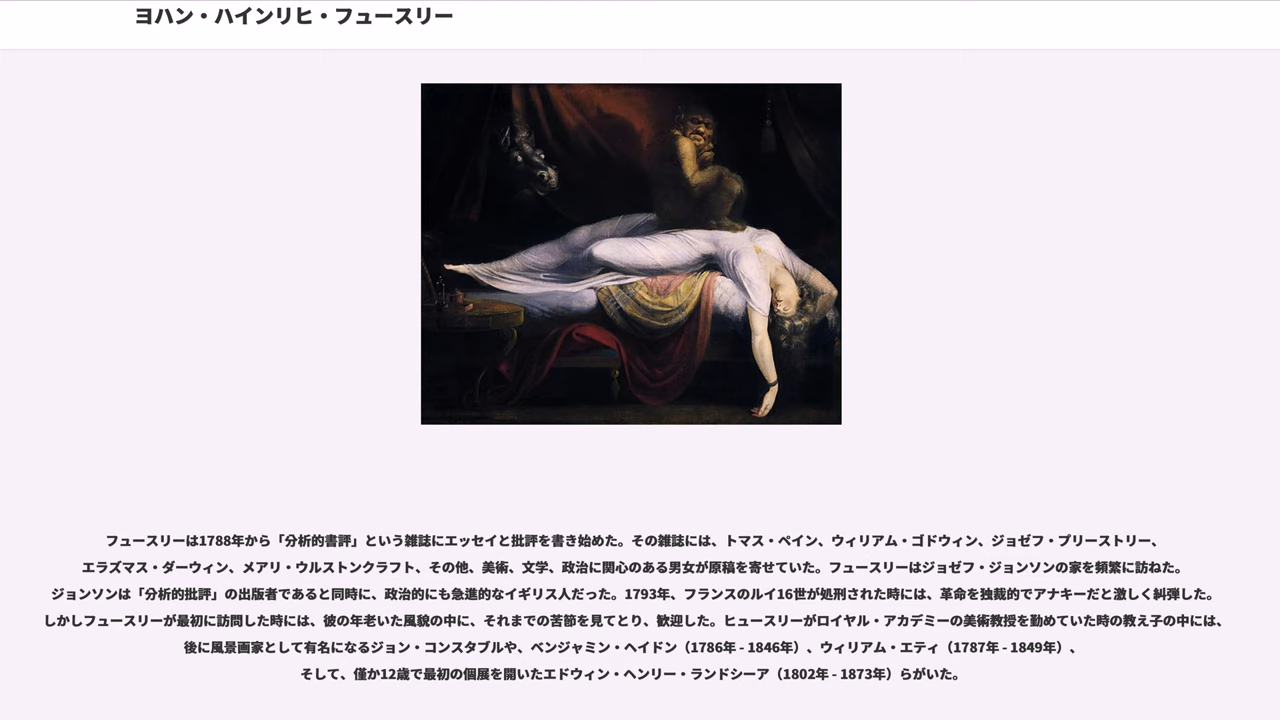 ヨハン・ハインリヒ・フュースリー
フュースリーは1788年から「分析的書評」という雑誌にエッセイと批評を書き始めた。その雑誌には、トマス・ペイン、ウィリアム・ゴドウィン、ジョゼフ・プリーストリー、
エラズマス・ダーウィン、メアリ・ウルストンクラフト、その他、美術、文学、政治に関心のある男女が原稿を寄せていた。フュースリーはジョゼフ・ジョンソンの家を頻繁に訪ねた。
ジョンソンは「分析的批評」の出版者であると同時に、政治的にも急進的なイギリス人だった。1793年、フランスのルイ16世が処刑された時には、革命を独裁的でアナキーだと激しく糾弾した。
しかしフュースリーが最初に訪問した時には、彼の年老いた風貌の中に、それまでの苦節を見てとり、歓迎した。ヒュースリーがロイヤル・アカデミーの美術教授を勤めていた時の教え子の中には、
後に風景画家として有名になるジョン・コンスタブルや、ベンジャミン・ヘイドン（1786年 - 1846年）、ウィリアム・エティ（1787年 - 1849年）、
そして、僅か12歳で最初の個展を開いたエドウィン・ヘンリー・ランドシーア（1802年 - 1873年）らがいた。